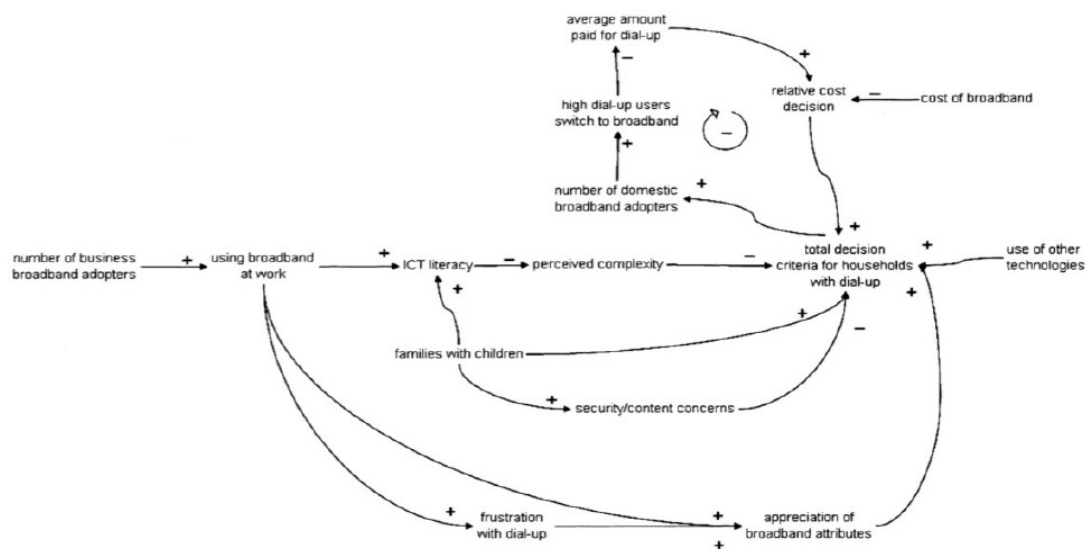 average amount
paid for dial-up
+
−
relative cost
decision
−
cost of broadband
high dial-up users
switch to broadband
−
+
number of domestic
broadband adopters
+
+
number of business
broadband adopters
+
using broadband
at work
+
ICT literacy
−
perceived complexity
−
total decision
criteria for households
with dial-up
+
use of other
technologies
+
+
+
−
families with children
+
security/content concerns
+
frustration
with dial-up
+
+
appreciation of
broadband attributes